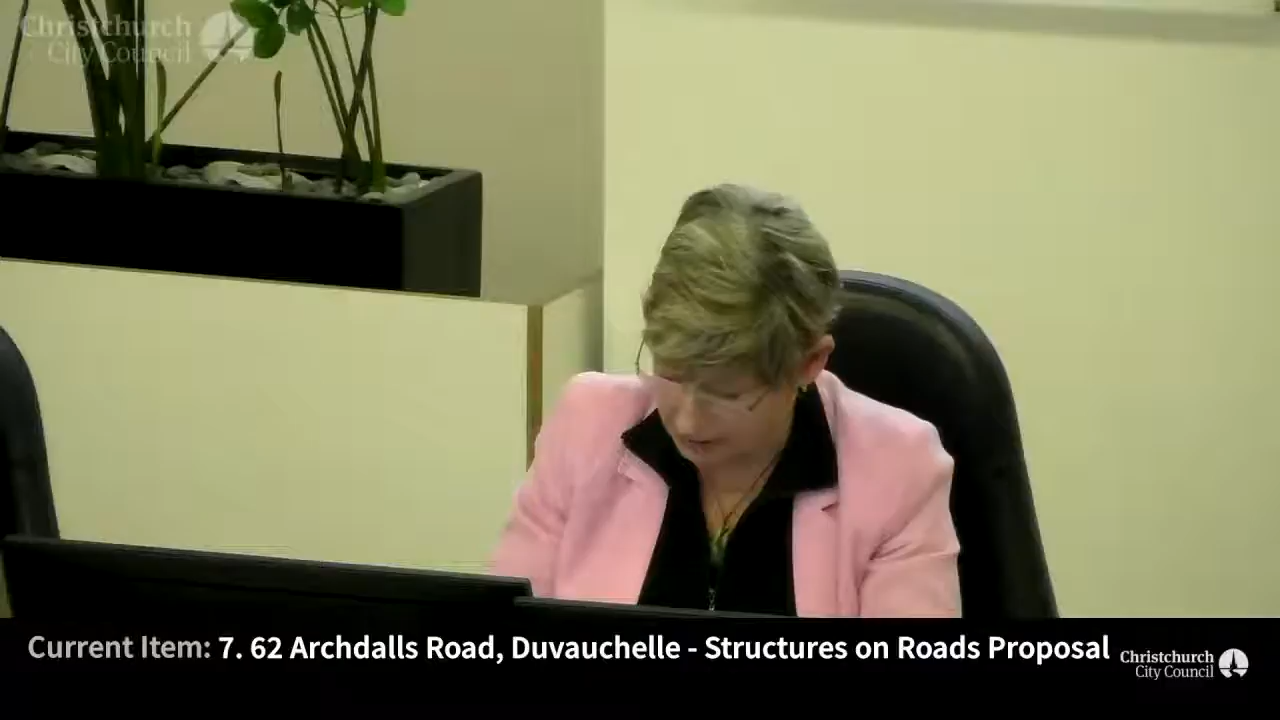 Christchurch
City Council
Current Item: 7. 62 Archdalls Road, Duvauchelle - Structures on Roads Proposal
Christchurch
City Council